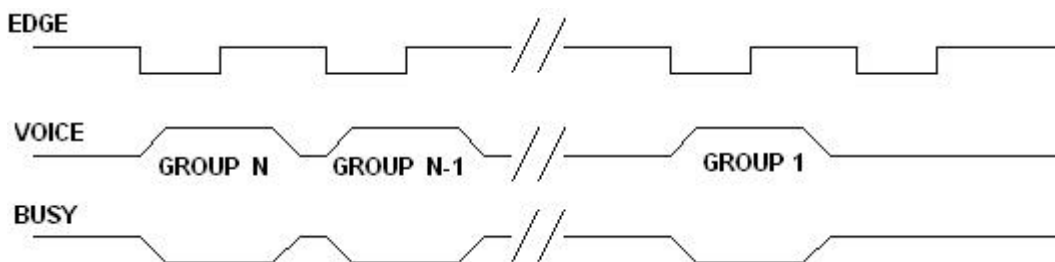 EDGE
VOICE
GROUP N
GROUP N-1
GROUP 1
BUSY